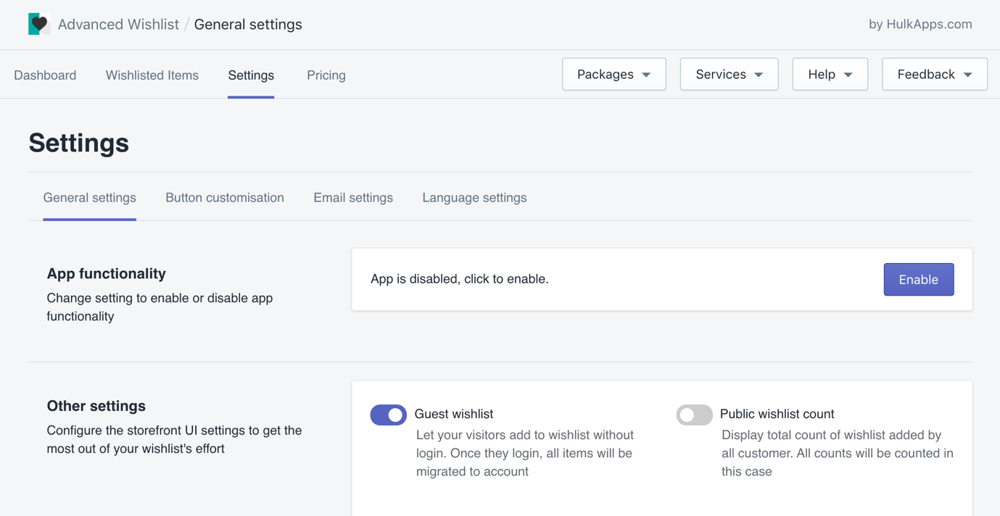 Advanced Wishlist / General settings
by HulkApps.com
Dashboard
Wishlisted Items
Settings
Pricing
Packages
Services
Help
Feedback
Settings
General settings
Button customisation
Email settings
Language settings
App functionality
Change setting to enable or disable app
functionality
App is disabled, click to enable.
Enable
Other settings
Configure the storefront UI settings to get the
most out of your wishlist's effort
Guest wishlist
Let your visitors add to wishlist without
login. Once they login, all items will be
migrated to account
Public wishlist count
Display total count of wishlist added by
all customer. All counts will be counted in
this case